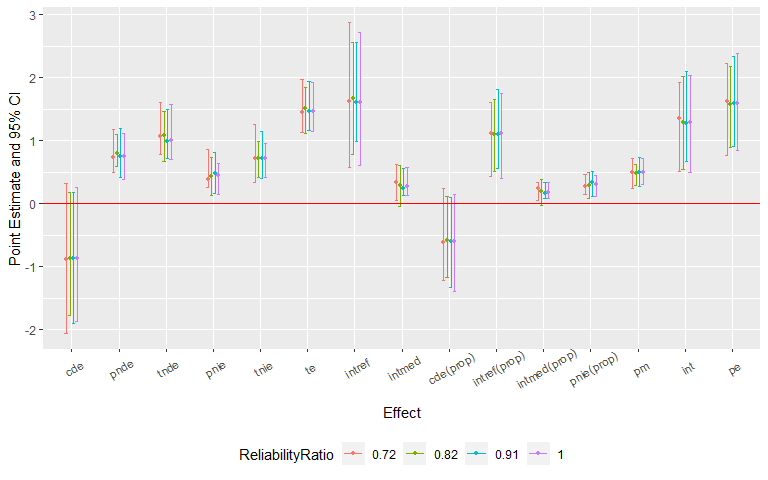 Point Estimate and 95% CI
3
2
1
0
-1
-2
cde
pnde
tnde
pnie
tnie
te
intref
intmed
cde(prop)
intref(prop)
intmed(prop)
pnie(prop)
pm
int
pe
Effect
ReliabilityRatio 0.72 0.82 0.91 1